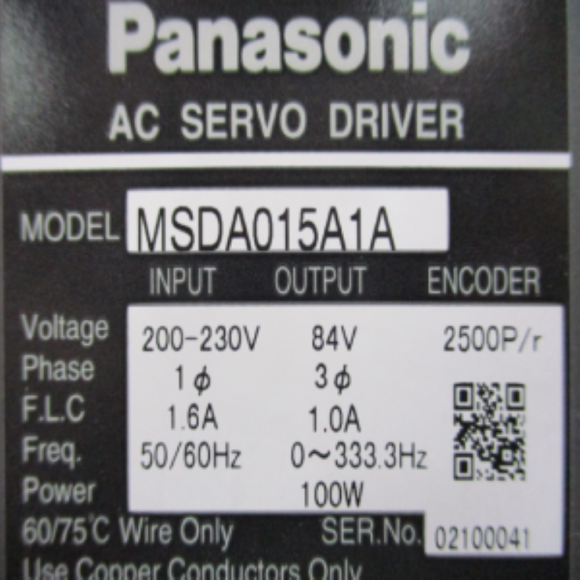 Panasonic
AC SERVO DRIVER
MODEL MSDA015A1A
INPUT OUTPUT ENCODER
Voltage 200-230V 84V 2500P/r
Phase 1ϕ 3ϕ
F.L.C 1.6A 1.0A
Freq. 50/60Hz 0～333.3Hz
Power 100W
60/75℃ Wire Only SER.No. 02100041
Use Copper Conductors Only